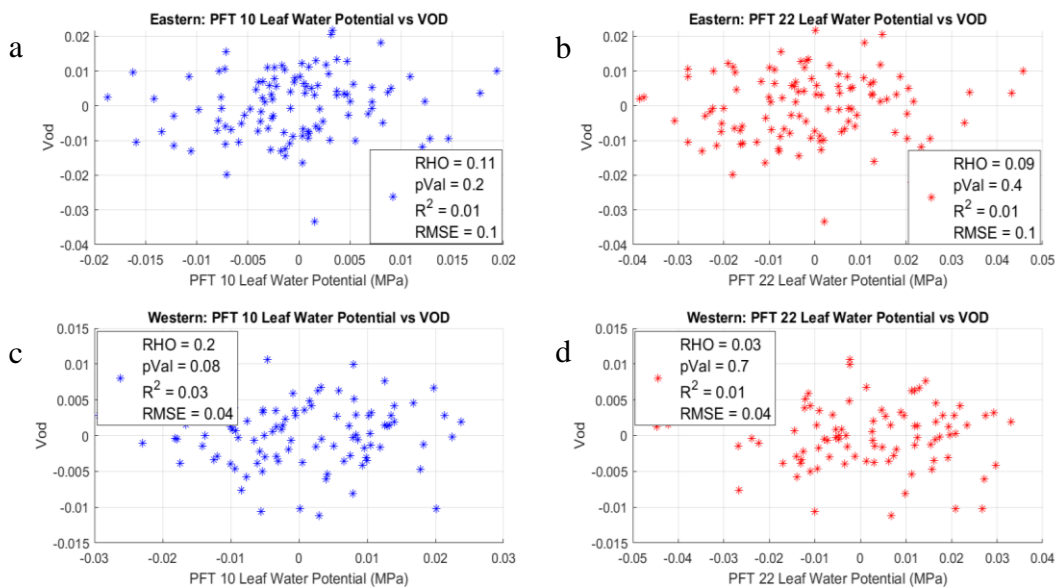 a
Eastern: PFT 10 Leaf Water Potential vs VOD
0.02
0.01
0
-0.01
-0.02
-0.03
-0.04
Vod
RHO = 0.11
pVal = 0.2
R² = 0.01
RMSE = 0.1
-0.02 -0.015 -0.01 -0.005 0 0.005 0.01 0.015 0.02
PFT 10 Leaf Water Potential (MPa)
b
Eastern: PFT 22 Leaf Water Potential vs VOD
0.02
0.01
0
-0.01
-0.02
-0.03
-0.04
Vod
RHO = 0.09
pVal = 0.4
R² = 0.01
RMSE = 0.1
-0.04 -0.03 -0.02 -0.01 0 0.01 0.02 0.03 0.04 0.05
PFT 22 Leaf Water Potential (MPa)
c
Western: PFT 10 Leaf Water Potential vs VOD
0.015
0.01
0.005
0
-0.005
-0.01
-0.015
Vod
RHO = 0.2
pVal = 0.08
R² = 0.03
RMSE = 0.04
-0.03 -0.02 -0.01 0 0.01 0.02 0.03
PFT 10 Leaf Water Potential (MPa)
d
Western: PFT 22 Leaf Water Potential vs VOD
0.015
0.01
0.005
0
-0.005
-0.01
-0.015
Vod
RHO = 0.03
pVal = 0.7
R² = 0.01
RMSE = 0.04
-0.05 -0.04 -0.03 -0.02 -0.01 0 0.01 0.02 0.03 0.04
PFT 22 Leaf Water Potential (MPa)